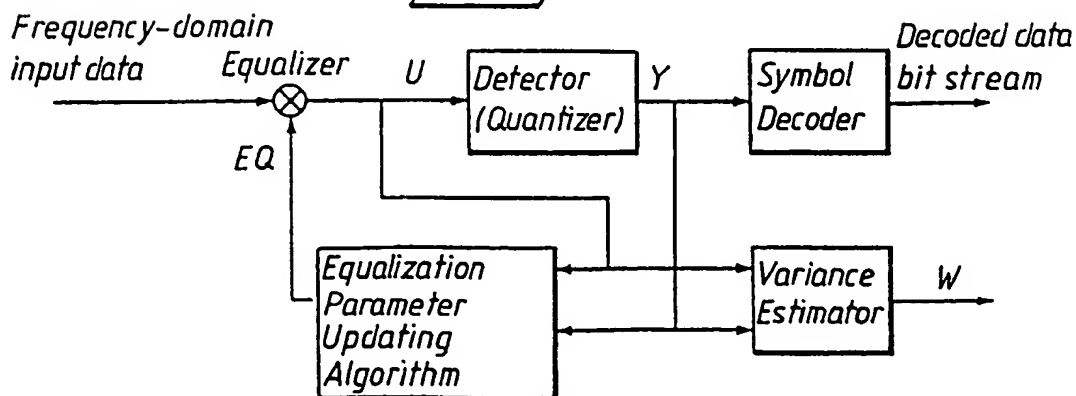 Frequency-domain
input data
Equalizer
U
Detector
(Quantizer)
Y
Symbol
Decoder
Decoded data
bit stream
EQ
Equalization
Parameter
Updating
Algorithm
Variance
Estimator
W